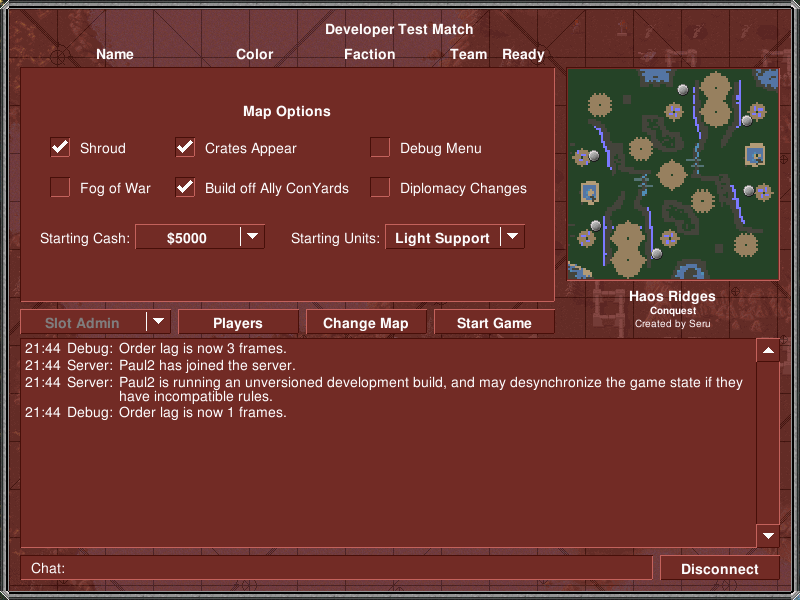 Developer Test Match
Name Color Faction Team Ready
Map Options
Shroud Crates Appear Debug Menu
Fog of War Build off Ally ConYards Diplomacy Changes
Starting Cash: $5000 Starting Units: Light Support
Haos Ridges
Conquest
Created by Seru
Slot Admin Players Change Map Start Game
21:44 Debug: Order lag is now 3 frames.
21:44 Server: Paul2 has joined the server.
21:44 Server: Paul2 is running an unversioned development build, and may desynchronize the game state if they
have incompatible rules.
21:44 Debug: Order lag is now 1 frames.
Chat: Disconnect